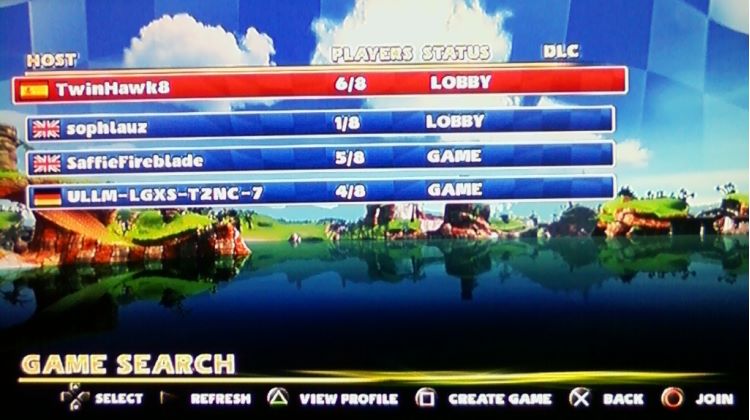 HOST PLAYERS STATUS DLC
TwinHawk8 6/8 LOBBY
sophlauz 1/8 LOBBY
SaffieFireblade 5/8 GAME
ULLM-LGXS-TZNC-7 4/8 GAME
GAME SEARCH
SELECT REFRESH VIEW PROFILE CREATE GAME BACK JOIN